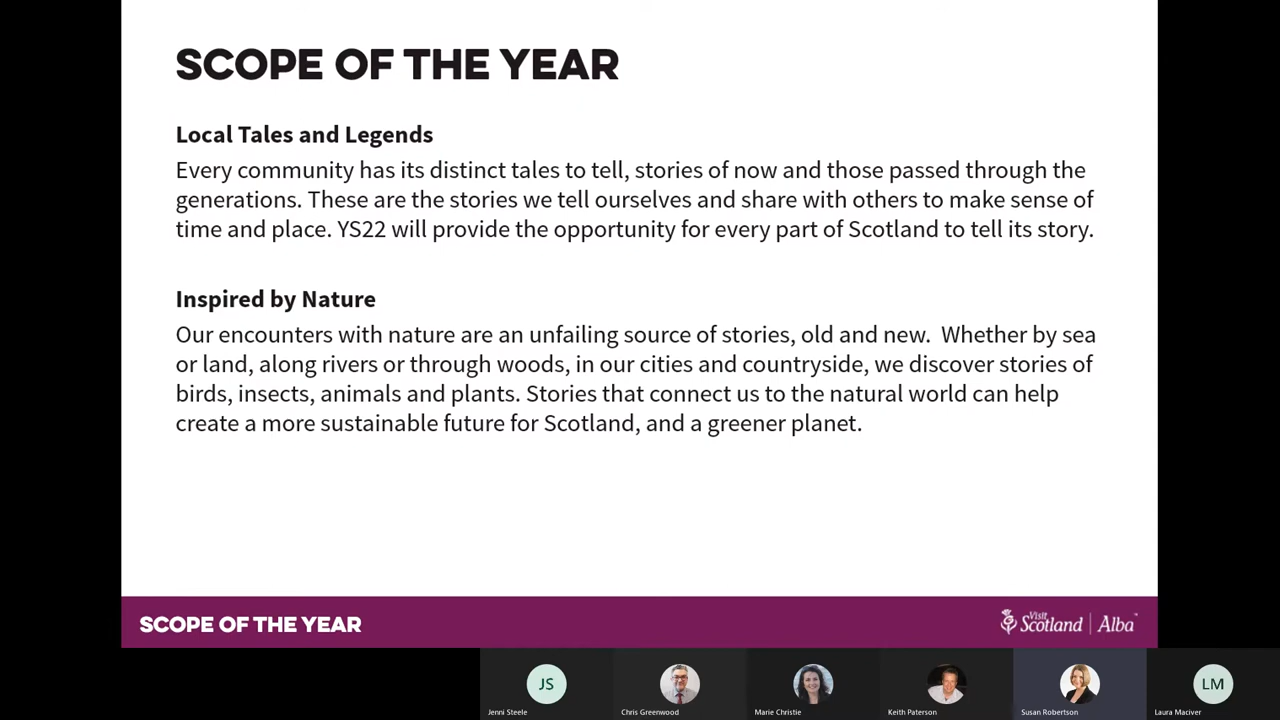 SCOPE OF THE YEAR
Local Tales and Legends
Every community has its distinct tales to tell, stories of now and those passed through the
generations. These are the stories we tell ourselves and share with others to make sense of
time and place. YS22 will provide the opportunity for every part of Scotland to tell its story.
Inspired by Nature
Our encounters with nature are an unfailing source of stories, old and new.  Whether by sea
or land, along rivers or through woods, in our cities and countryside, we discover stories of
birds, insects, animals and plants. Stories that connect us to the natural world can help
create a more sustainable future for Scotland, and a greener planet.
SCOPE OF THE YEAR
Visit
Scotland | Alba™
JS
LM
Jenni Steele
Chris Greenwood
Marie Christie
Keith Paterson
Susan Robertson
Laura Maciver